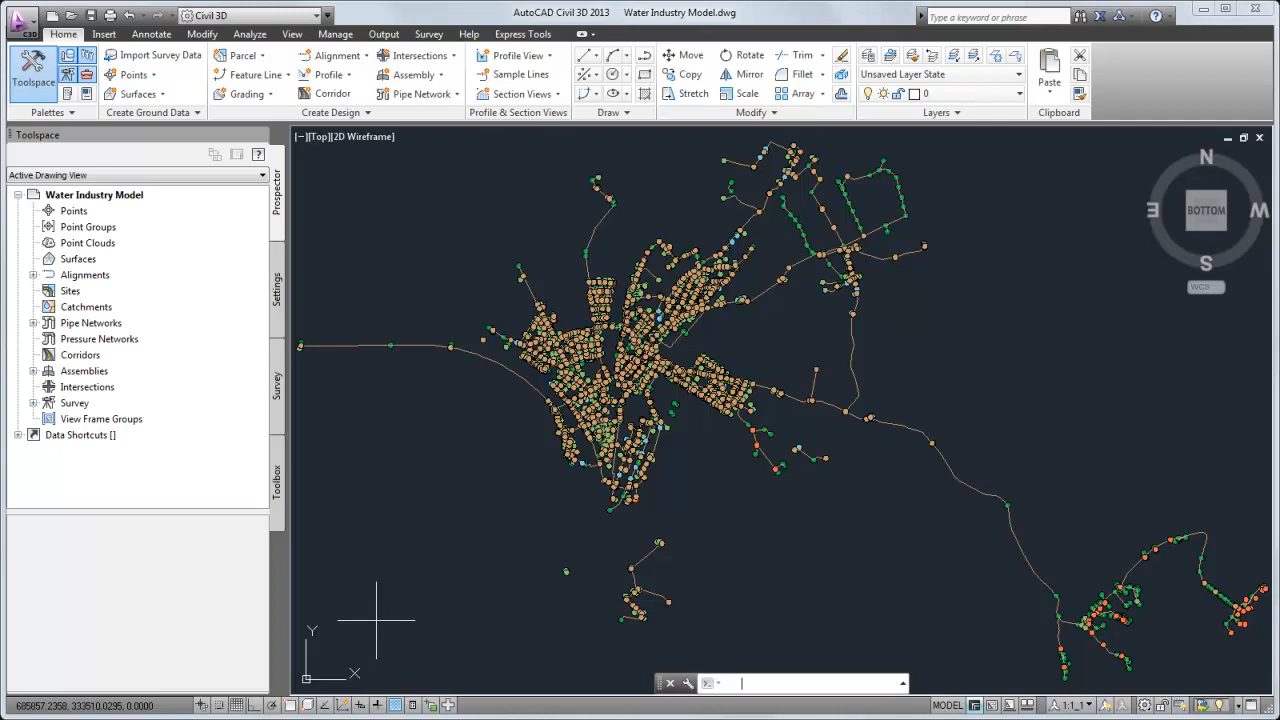 AutoCAD Civil 3D 2013 Water Industry Model.dwg
Civil 3D
Type a keyword or phrase
C3D
Home Insert Annotate Modify Analyze View Manage Output Survey Help Express Tools
Toolspace
Import Survey Data
Points
Surfaces
Parcel
Feature Line
Grading
Alignment
Profile
Corridor
Intersections
Assembly
Pipe Network
Profile View
Sample Lines
Section Views
Move
Copy
Stretch
Rotate
Mirror
Scale
Trim
Fillet
Array
Unsaved Layer State
0
Paste
Palettes Create Ground Data Create Design Profile & Section Views Draw Modify Layers Clipboard
Toolspace
Active Drawing View
Water Industry Model
Points
Point Groups
Point Clouds
Surfaces
Alignments
Sites
Catchments
Pipe Networks
Pressure Networks
Corridors
Assemblies
Intersections
Survey
View Frame Groups
Data Shortcuts []
Prospector
Settings
Survey
Toolbox
[−][Top][2D Wireframe]
N
E BOTTOM W
S
WCS
Y
X
685857.2358, 333510.0295, 0.0000
MODEL
1:1_1